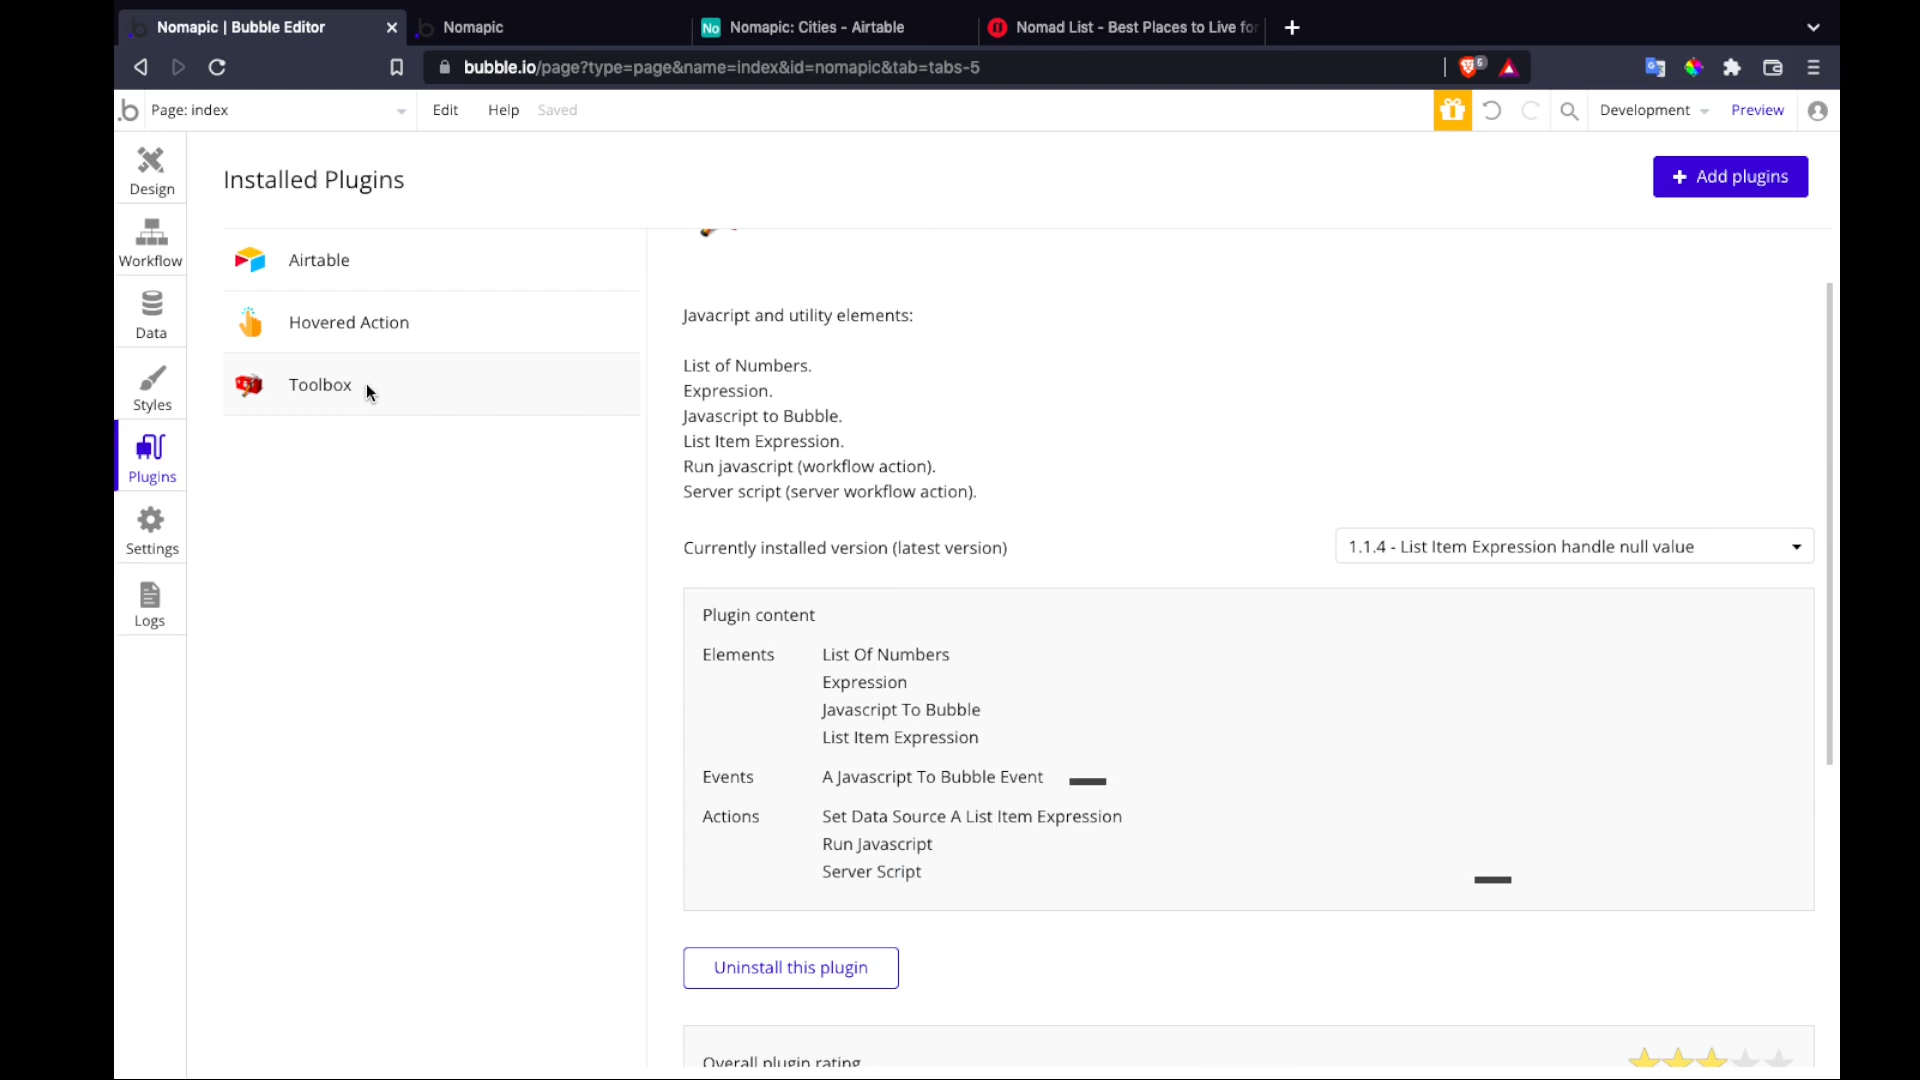 Nomapic | Bubble Editor
Nomapic
No
Nomapic: Cities - Airtable
Nomad List - Best Places to Live for
bubble.io/page?type=page&name=index&id=nomapic&tab=tabs-5
5
Page: index
Edit
Help
Saved
Development
Preview
Design
Workflow
Data
Styles
Plugins
Settings
Logs
Installed Plugins
Add plugins
Airtable
Hovered Action
Toolbox
Javacript and utility elements:
List of Numbers.
Expression.
Javascript to Bubble.
List Item Expression.
Run javascript (workflow action).
Server script (server workflow action).
Currently installed version (latest version)
1.1.4 - List Item Expression handle null value
Plugin content
Elements
List Of Numbers
Expression
Javascript To Bubble
List Item Expression
Events
A Javascript To Bubble Event
Actions
Set Data Source A List Item Expression
Run Javascript
Server Script
Uninstall this plugin
Overall plugin rating